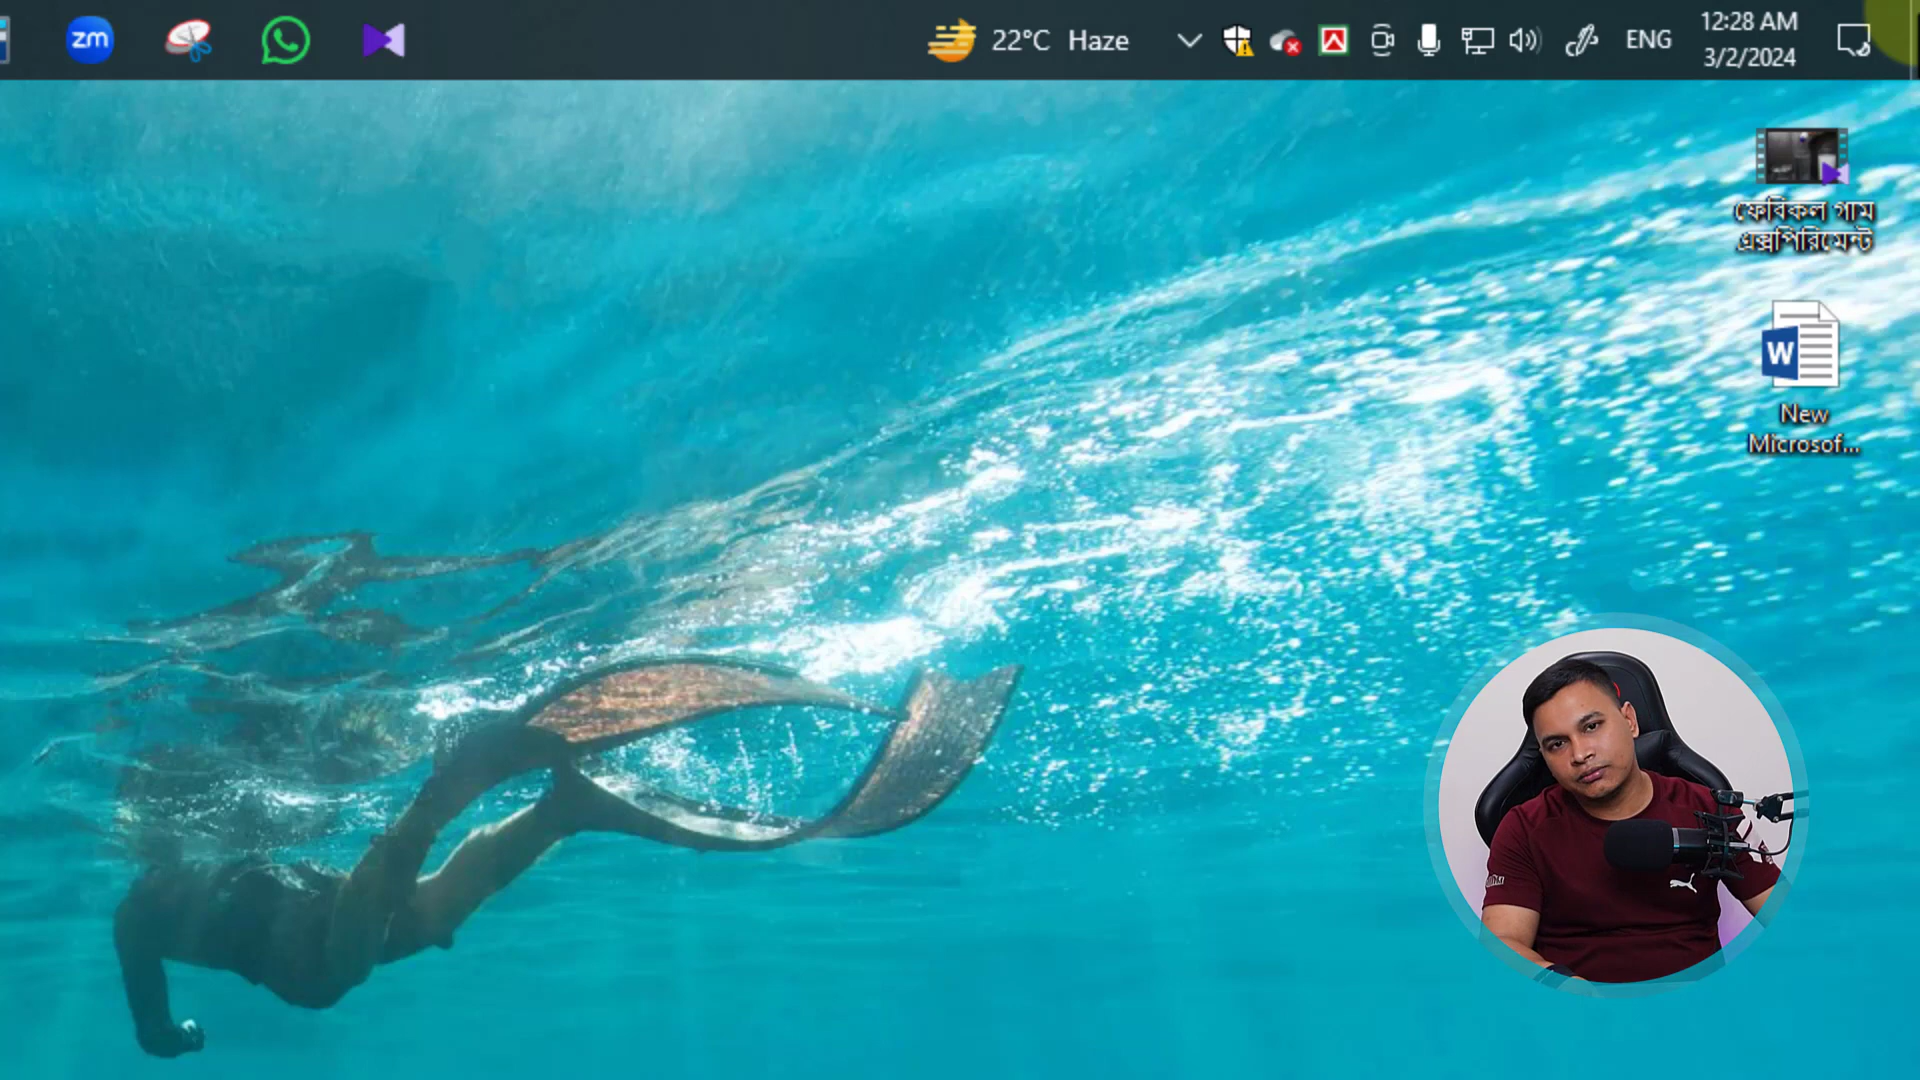 zm
22°C Haze
ENG
12:28 AM
3/2/2024
ফেবিকল গাম
এক্সপিরিমেন্ট
W
New
Microsof...